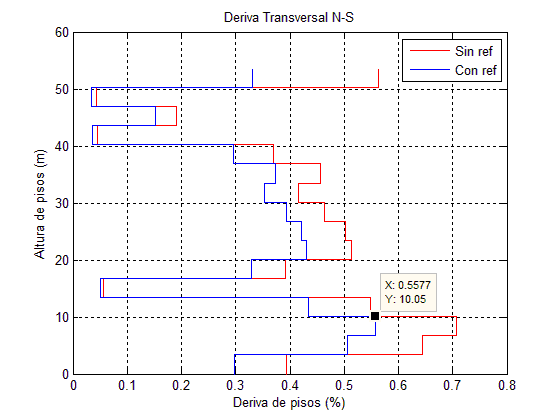 Deriva Transversal N-S
60
50
40
30
20
10
0
Altura de pisos (m)
Sin ref
Con ref
X: 0.5577
Y: 10.05
0 0.1 0.2 0.3 0.4 0.5 0.6 0.7 0.8
Deriva de pisos (%)